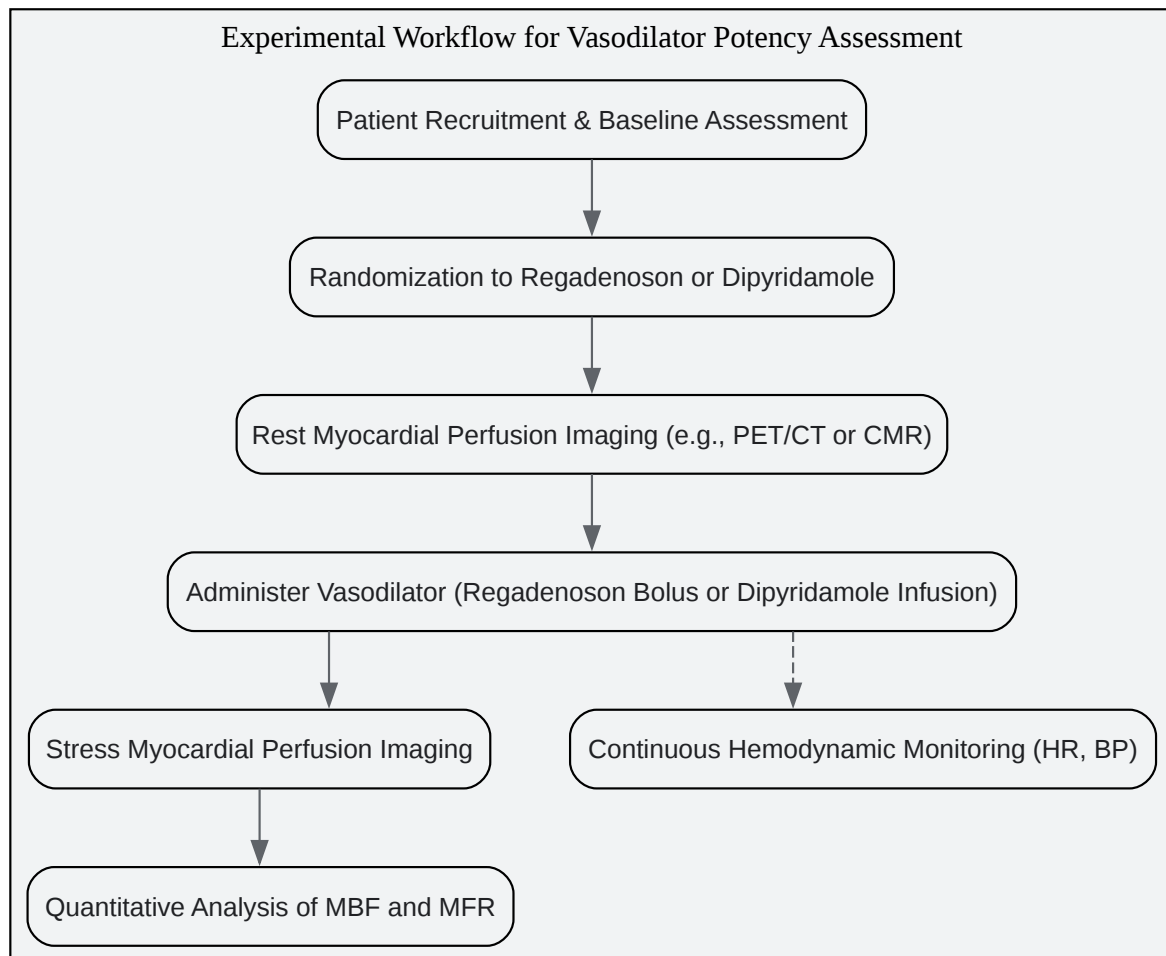 Experimental Workflow for Vasodilator Potency Assessment
Patient Recruitment & Baseline Assessment
Randomization to Regadenoson or Dipyridamole
Rest Myocardial Perfusion Imaging (e.g., PET/CT or CMR)
Administer Vasodilator (Regadenoson Bolus or Dipyridamole Infusion)
Stress Myocardial Perfusion Imaging
Continuous Hemodynamic Monitoring (HR, BP)
Quantitative Analysis of MBF and MFR